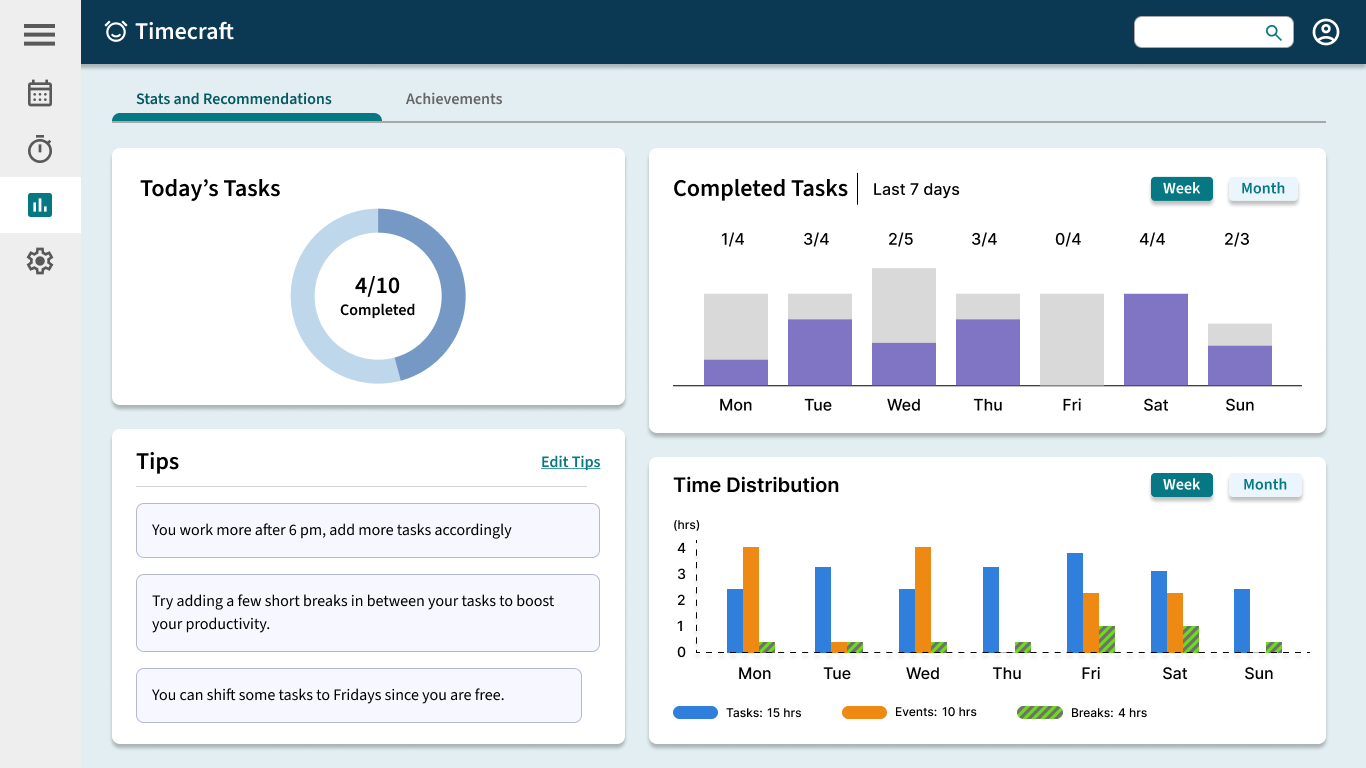 Timecraft
Stats and Recommendations
Achievements
Today’s Tasks
4/10
Completed
Completed Tasks
Last 7 days
Week
Month
1/4 3/4 2/5 3/4 0/4 4/4 2/3
Mon Tue Wed Thu Fri Sat Sun
Tips
Edit Tips
You work more after 6 pm, add more tasks accordingly
Try adding a few short breaks in between your tasks to boost
your productivity.
You can shift some tasks to Fridays since you are free.
Time Distribution
Week
Month
(hrs)
4
3
2
1
0
Mon Tue Wed Thu Fri Sat Sun
Tasks: 15 hrs
Events: 10 hrs
Breaks: 4 hrs